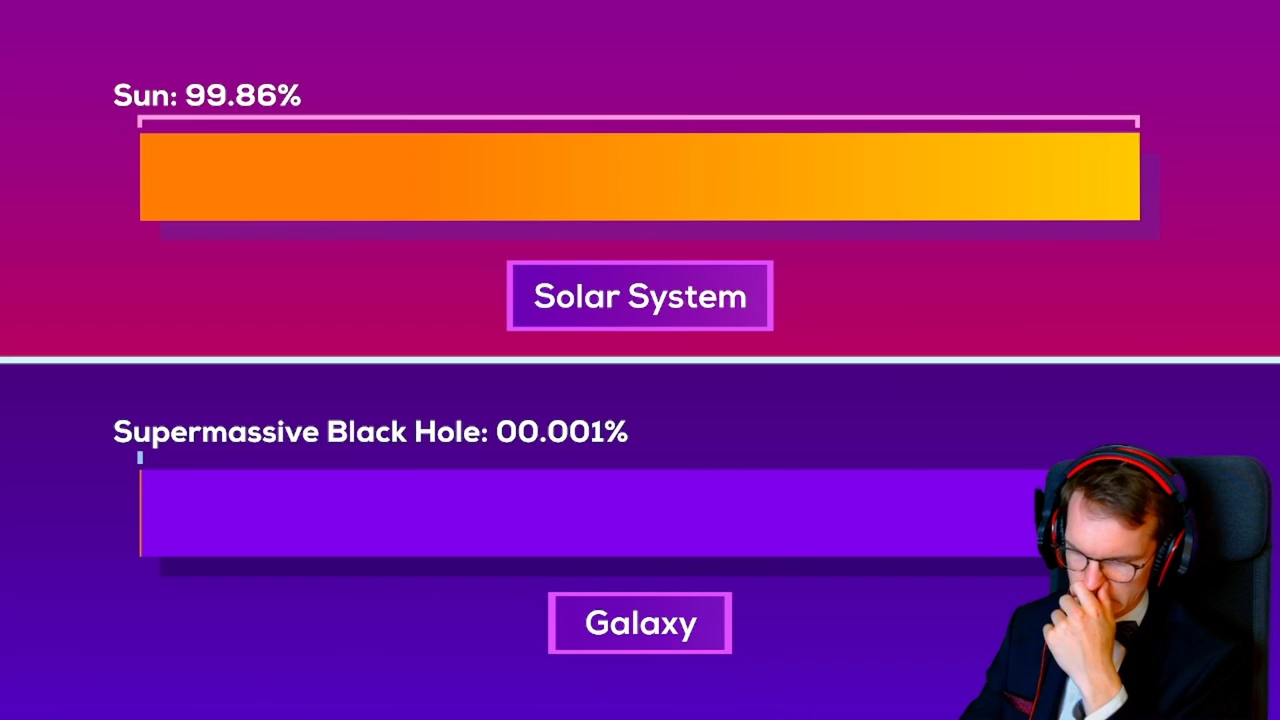 Sun: 99.86%
Solar System
Supermassive Black Hole: 00.001%
Galaxy